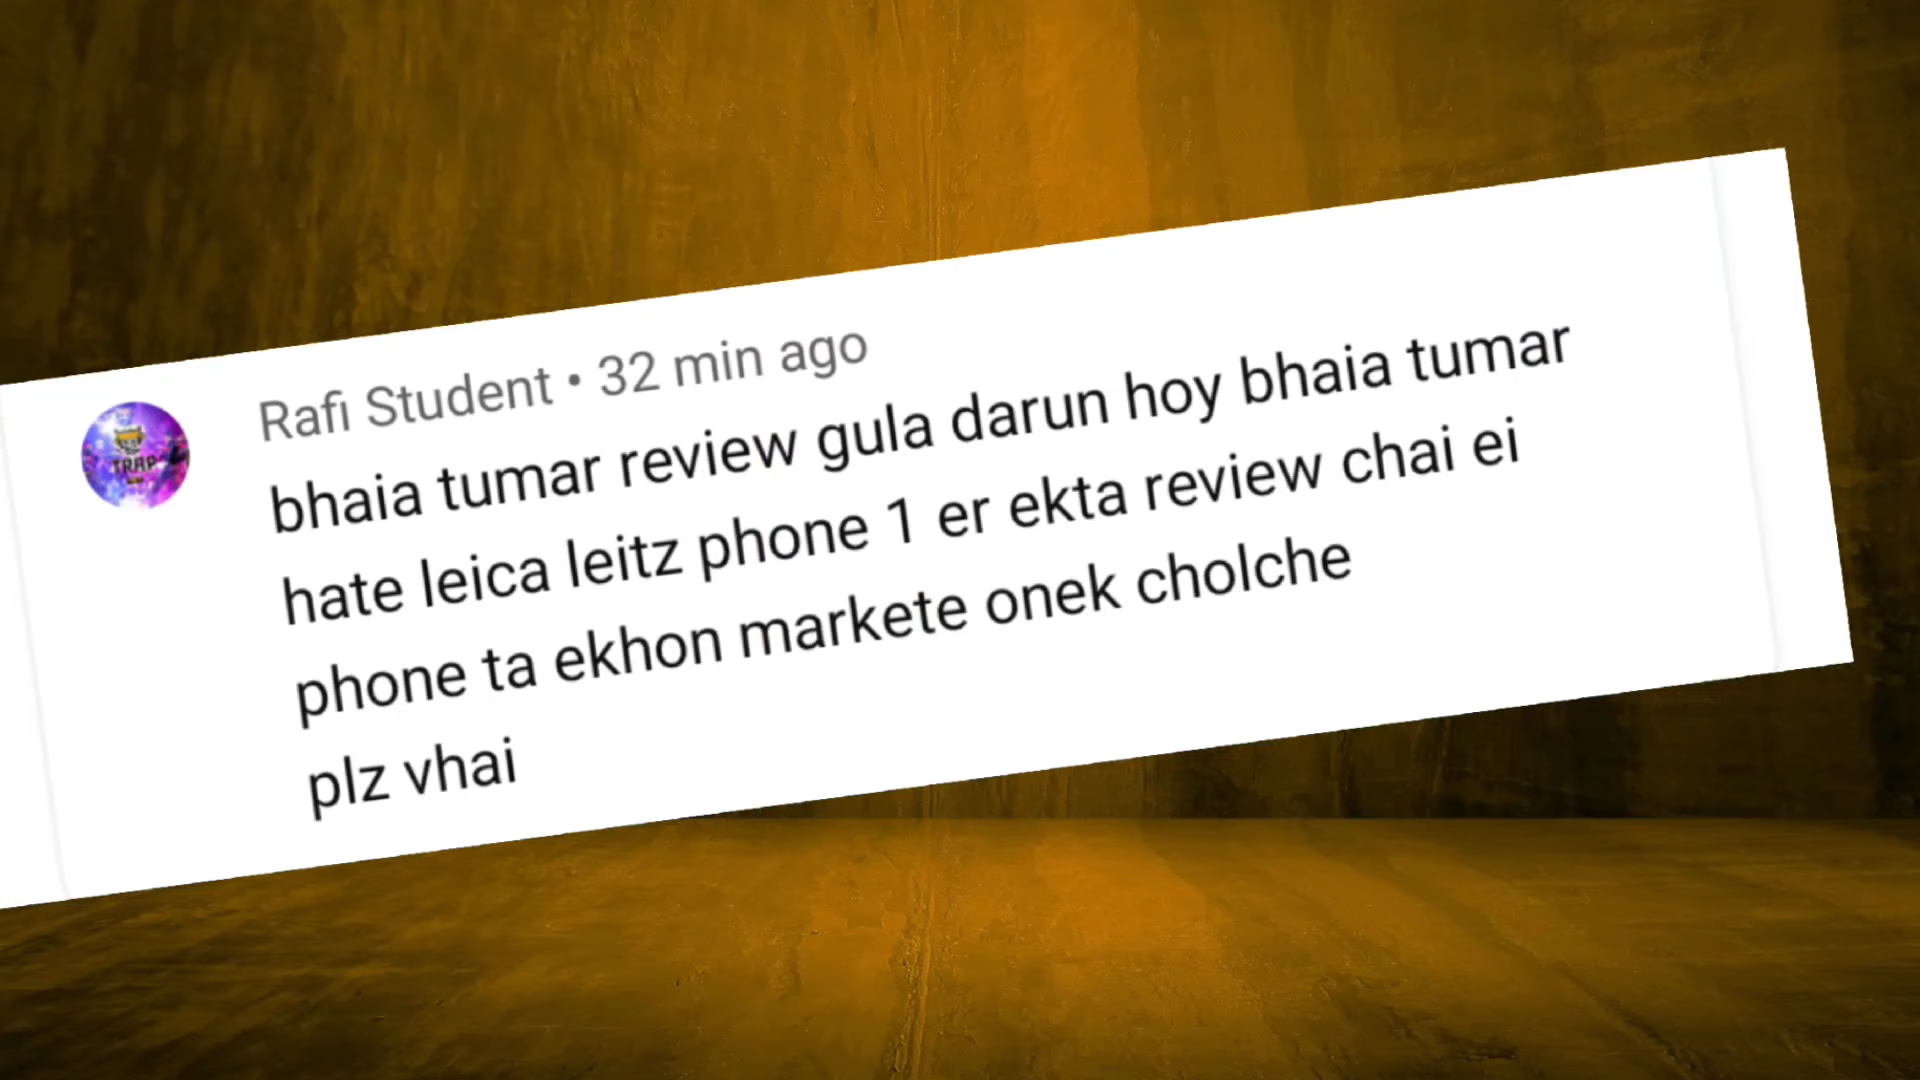 Rafi Student • 32 min ago
bhaia tumar review gula darun hoy bhaia tumar
hate leica leitz phone 1 er ekta review chai ei
phone ta ekhon markete onek cholche
plz vhai
TRAP